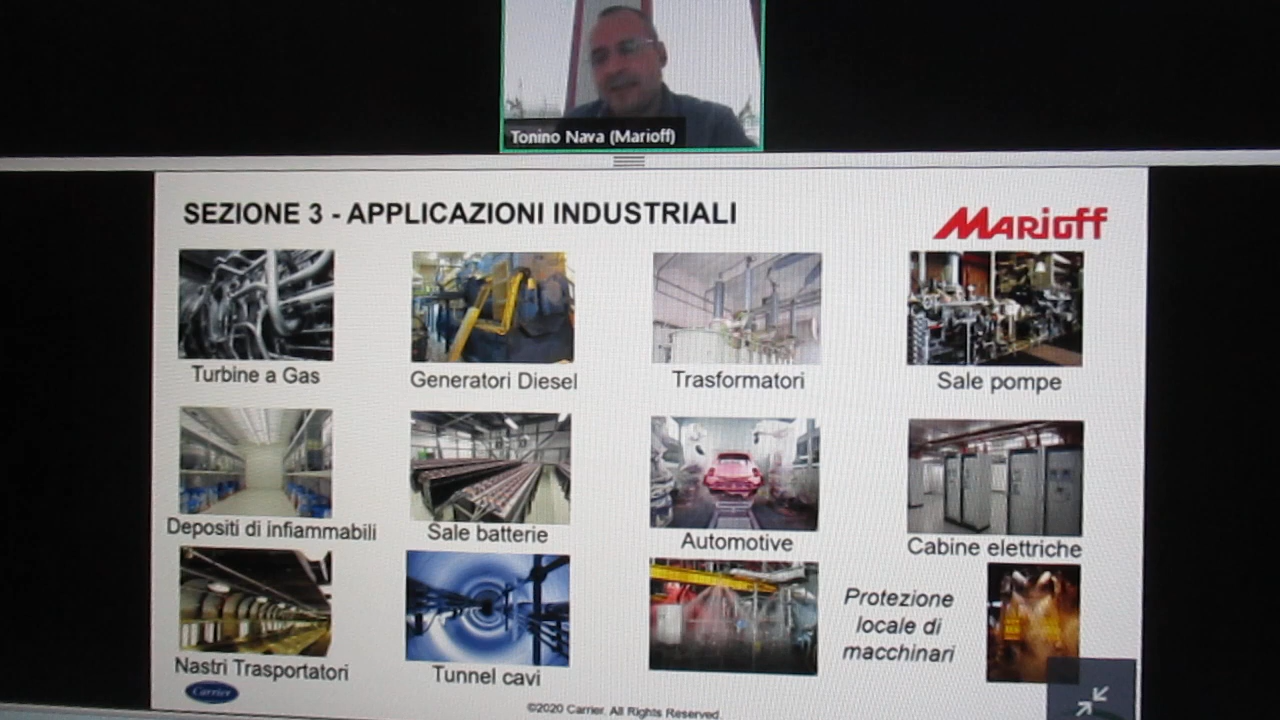 Tonino Nava (Marioff)
SEZIONE 3 - APPLICAZIONI INDUSTRIALI
MARIOFF
Turbine a Gas
Generatori Diesel
Trasformatori
Sale pompe
Depositi di infiammabili
Sale batterie
Automotive
Cabine elettriche
Nastri Trasportatori
Tunnel cavi
Protezione
locale di
macchinari
Carrier
©2020 Carrier. All Rights Reserved.